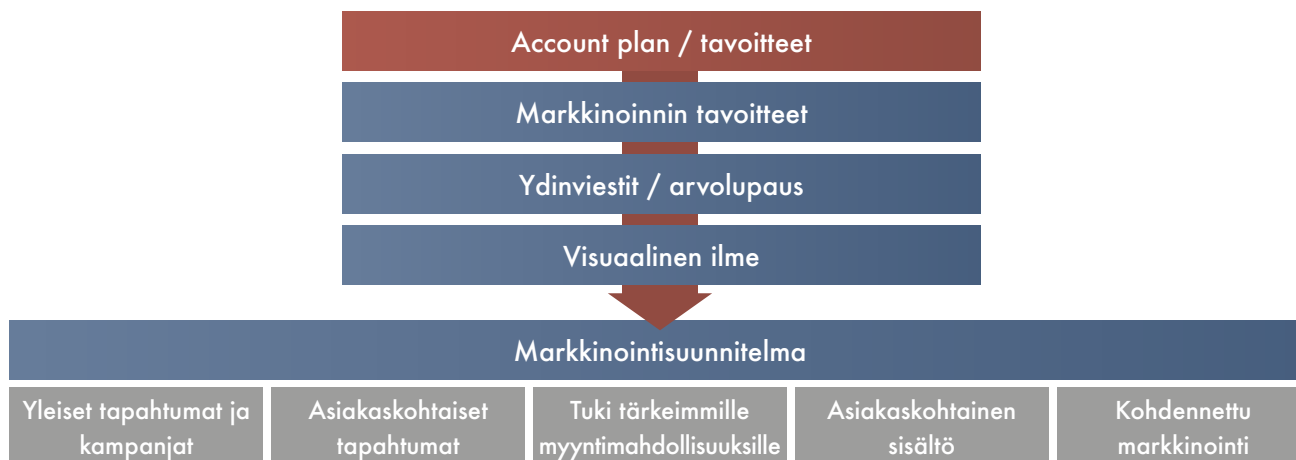 Account plan / tavoitteet
Markkinoinnin tavoitteet
Ydinviestit / arvolupaus
Visuaalinen ilme
Markkinointisuunnitelma
Yleiset tapahtumat ja
kampanjat
Asiakaskohtaiset
tapahtumat
Tuki tärkeimmille
myyntimahdollisuuksille
Asiakaskohtainen
sisältö
Kohdennettu
markkinointi